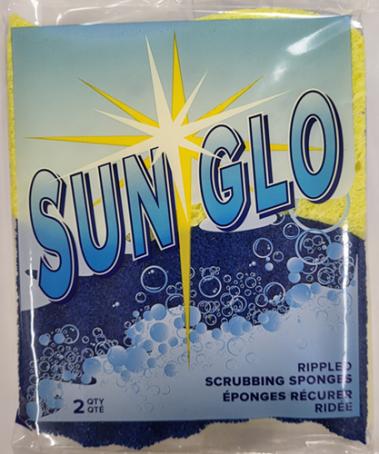 SUN GLO
RIPPLED
SCRUBBING SPONGES
ÉPONGES RÉCURER
RIDÉE
2 QTY
QTÉ